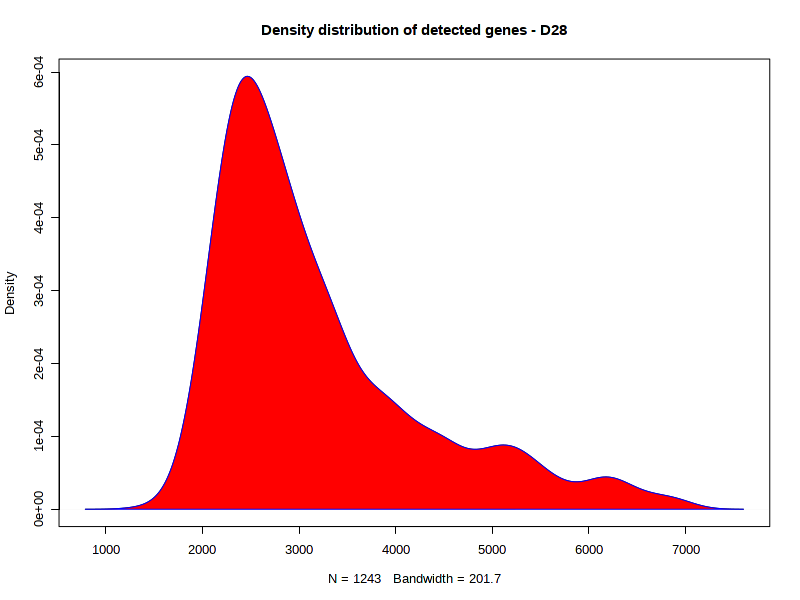 Density distribution of detected genes - D28
Density
6e-04
5e-04
4e-04
3e-04
2e-04
1e-04
0e+00
1000 2000 3000 4000 5000 6000 7000
N = 1243 Bandwidth = 201.7